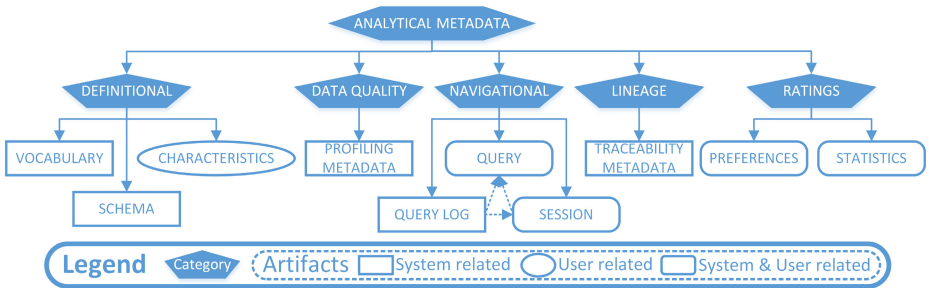 ANALYTICAL METADATA
DEFINITIONAL
DATA QUALITY
NAVIGATIONAL
LINEAGE
RATINGS
VOCABULARY
CHARACTERISTICS
PROFILING
METADATA
QUERY
TRACEABILITY
METADATA
PREFERENCES
STATISTICS
SCHEMA
QUERY LOG
SESSION
Legend
Category
Artifacts
System related
User related
System & User related